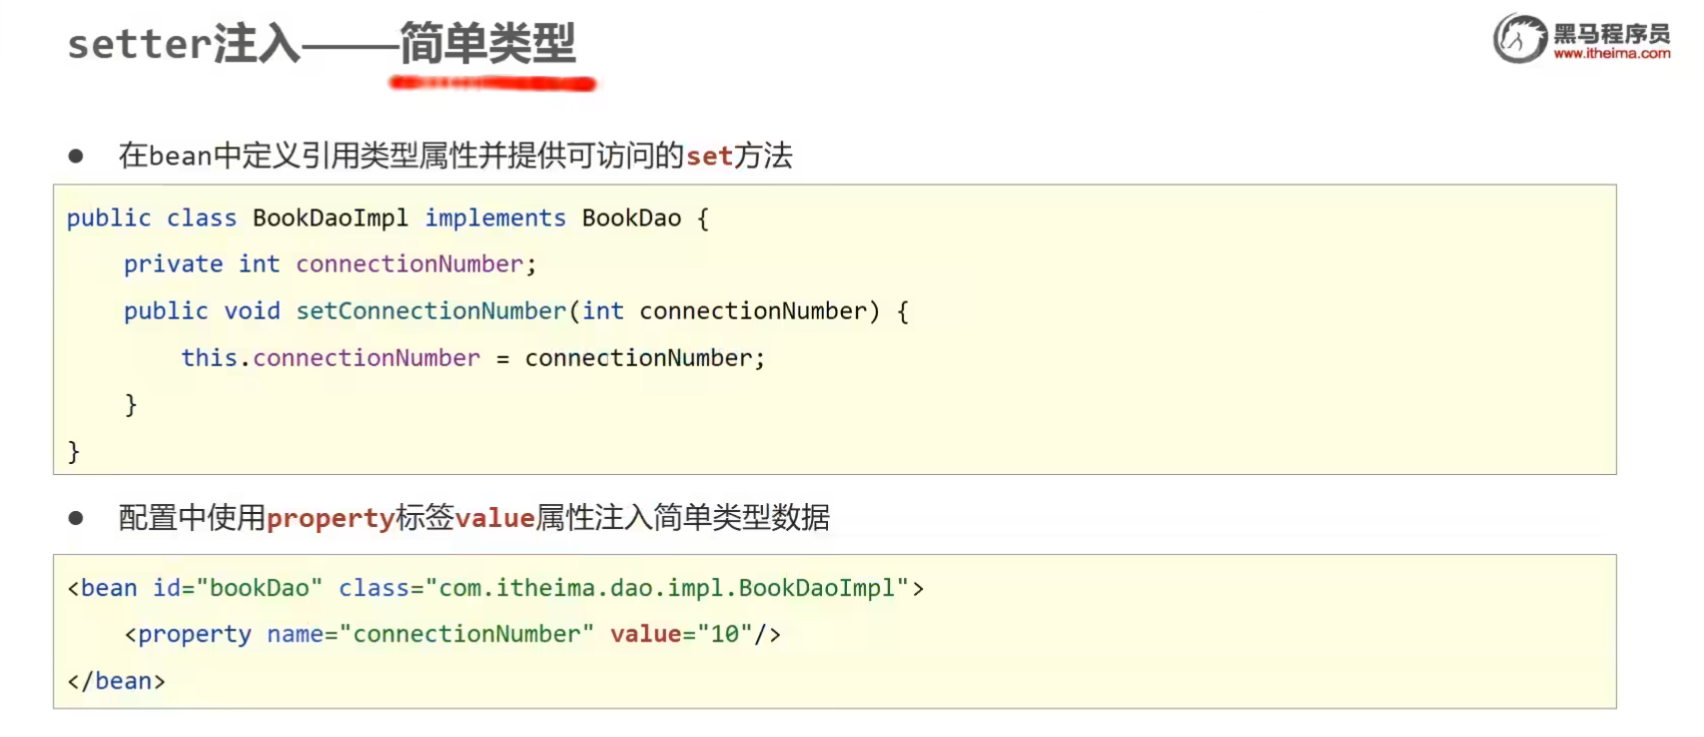 setter注入——简单类型
黑马程序员
www.itheima.com
● 在bean中定义引用类型属性并提供可访问的set方法
public class BookDaoImpl implements BookDao {
    private int connectionNumber;
    public void setConnectionNumber(int connectionNumber) {
        this.connectionNumber = connectionNumber;
    }
}
● 配置中使用property标签value属性注入简单类型数据
<bean id="bookDao" class="com.itheima.dao.impl.BookDaoImpl">
    <property name="connectionNumber" value="10"/>
</bean>